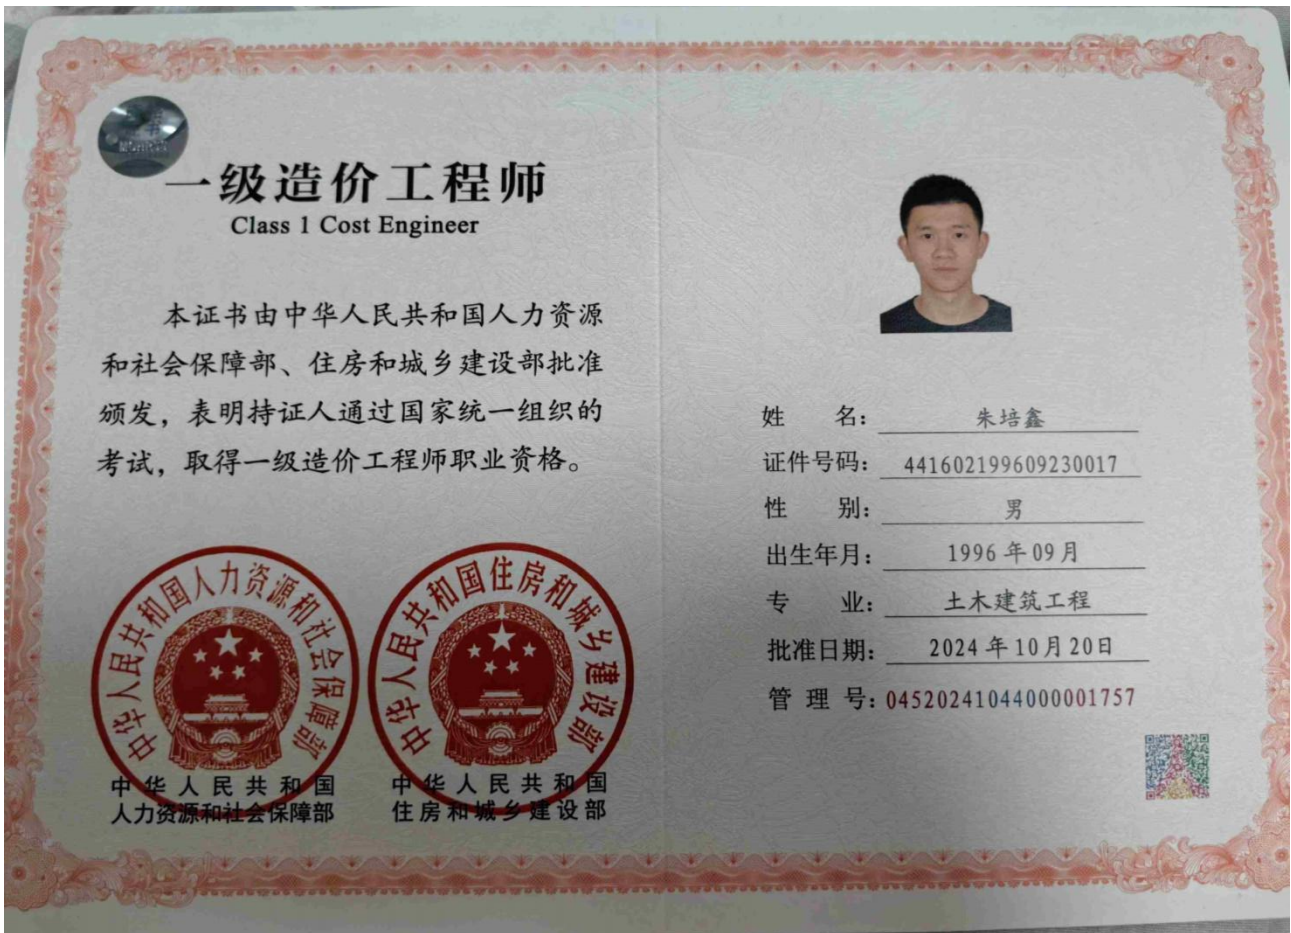 一级造价工程师
Class 1 Cost Engineer
本证书由中华人民共和国人力资源
和社会保障部、住房和城乡建设部批准
颁发，表明持证人通过国家统一组织的
考试，取得一级造价工程师职业资格。
中华人民共和国人力资源和社会保障部
中华人民共和国住房和城乡建设部
中华人民共和国
人力资源和社会保障部
中华人民共和国
住房和城乡建设部
姓 名: 朱培鑫
证件号码: 441602199609230017
性 别: 男
出生年月: 1996年09月
专 业: 土木建筑工程
批准日期: 2024年10月20日
管 理 号: 04520241044000001757